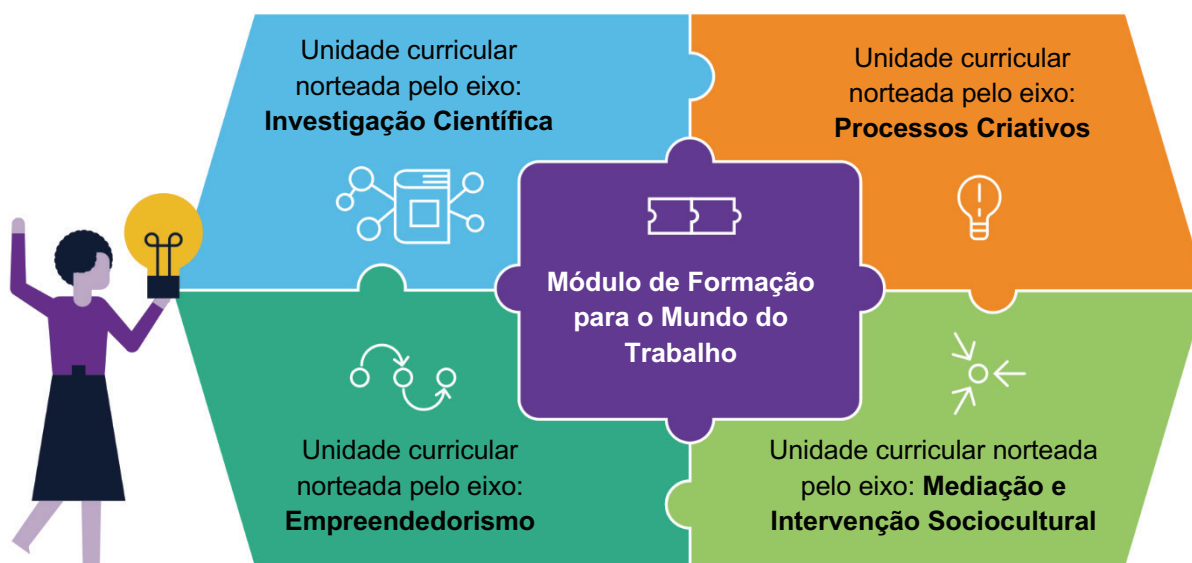 Unidade curricular
norteada pelo eixo:
Investigação Científica
Unidade curricular
norteada pelo eixo:
Processos Criativos
Módulo de Formação
para o Mundo do
Trabalho
Unidade curricular
norteada pelo eixo:
Empreendedorismo
Unidade curricular norteada
pelo eixo: Mediação e
Intervenção Sociocultural